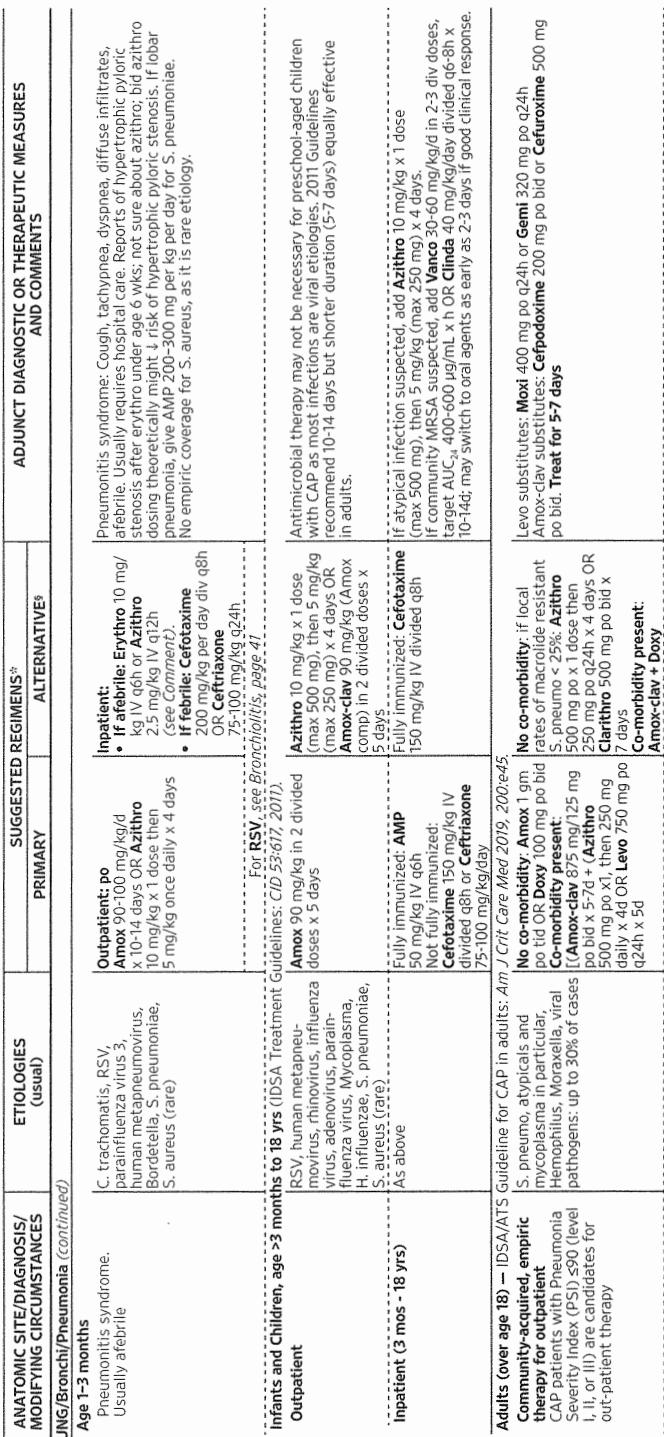 ANATOMIC SITE/DIAGNOSIS/
MODIFYING CIRCUMSTANCES
ETIOLOGIES
(usual)
SUGGESTED REGIMENS*
PRIMARY
ALTERNATIVE§
ADJUNCT DIAGNOSTIC OR THERAPEUTIC MEASURES
AND COMMENTS
UNG/Bronchi/Pneumonia (continued)
Age 1–3 months
Pneumonitis syndrome.
Usually afebrile
C. trachomatis, RSV,
parainfluenza virus 3,
human metapneumovirus,
Bordetella, S. pneumoniae,
S. aureus (rare)
Outpatient: po
Amox 90-100 mg/kg/d
x 10-14 days OR Azithro
10 mg/kg x 1 dose then
5 mg/kg once daily x 4 days
Inpatient:
• If afebrile: Erythro 10 mg/
kg IV q6h or Azithro
2.5 mg/kg IV q12h
(see Comment).
• If febrile: Cefotaxime
200 mg/kg per day div q8h
OR Ceftriaxone
75-100 mg/kg q24h
Pneumonitis syndrome: Cough, tachypnea, dyspnea, diffuse infiltrates,
afebrile. Usually requires hospital care. Reports of hypertrophic pyloric
stenosis after erythro under age 6 wks; not sure about azithro; bid azithro
dosing theoretically might ↓ risk of hypertrophic pyloric stenosis. If lobar
pneumonia, give AMP 200–300 mg per kg per day for S. pneumoniae.
No empiric coverage for S. aureus, as it is rare etiology.
For RSV, see Bronchiolitis, page 41
Infants and Children, age >3 months to 18 yrs (IDSA Treatment Guidelines: CID 53:617, 2011).
Outpatient
RSV, human metapneu-
movirus, rhinovirus, influenza
virus, adenovirus, parain-
fluenza virus, Mycoplasma,
H. influenzae, S. pneumoniae,
S. aureus (rare)
Amox 90 mg/kg in 2 divided
doses x 5 days
Azithro 10 mg/kg x 1 dose
(max 500 mg), then 5 mg/kg
(max 250 mg) x 4 days OR
Amox-clav 90 mg/kg (Amox
comp) in 2 divided doses x
5 days
Antimicrobial therapy may not be necessary for preschool-aged children
with CAP as most infections are viral etiologies. 2011 Guidelines
recommend 10-14 days but shorter duration (5-7 days) equally effective
in adults.
Inpatient (3 mos - 18 yrs)
As above
Fully immunized: AMP
50 mg/kg IV q6h
Not fully immunized:
Cefotaxime 150 mg/kg IV
divided q8h or Ceftriaxone
75-100 mg/kg/day
Fully immunized: Cefotaxime
150 mg/kg IV divided q8h
If atypical infection suspected, add Azithro 10 mg/kg x 1 dose
(max 500 mg), then 5 mg/kg (max 250 mg) x 4 days.
If community MRSA suspected, add Vanco 30-60 mg/kg/d in 2-3 div doses,
target AUC24 400-600 µg/mL x h OR Clinda 40 mg/kg/day divided q6-8h x
10-14d; may switch to oral agents as early as 2-3 days if good clinical response.
Adults (over age 18) — IDSA/ATS Guideline for CAP in adults: Am J Crit Care Med 2019, 200:e45.
Community-acquired, empiric
therapy for outpatient
CAP patients with Pneumonia
Severity Index (PSI) ≤90 (level
I, II, or III) are candidates for
out-patient therapy
S. pneumo, atypicals and
mycoplasma in particular,
Hemophilus, Moraxella, viral
pathogens: up to 30% of cases
No co-morbidity: Amox 1 gm
po tid OR Doxy 100 mg po bid
Co-morbidity present:
[(Amox-clav 875 mg/125 mg
po bid x 5-7d + (Azithro
500 mg po x1, then 250 mg
daily x 4d OR Levo 750 mg po
q24h x 5d
No co-morbidity: if local
rates of macrolide resistant
S. pneumo < 25%: Azithro
500 mg po x 1 dose then
250 mg po q24h x 4 days OR
Clarithro 500 mg po bid x
7 days
Co-morbidity present:
Amox-clav + Doxy
Levo substitutes: Moxi 400 mg po q24h or Gemi 320 mg po q24h
Amox-clav substitutes: Cefpodoxime 200 mg po bid or Cefuroxime 500 mg
po bid. Treat for 5-7 days